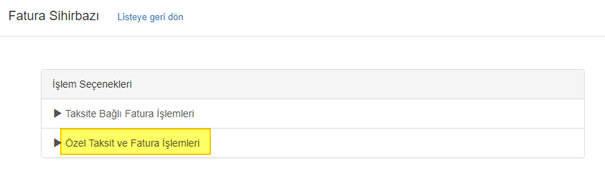 Fatura Sihirbazı Listeye geri dön
İşlem Seçenekleri
Taksite Bağlı Fatura İşlemleri
Özel Taksit ve Fatura İşlemleri